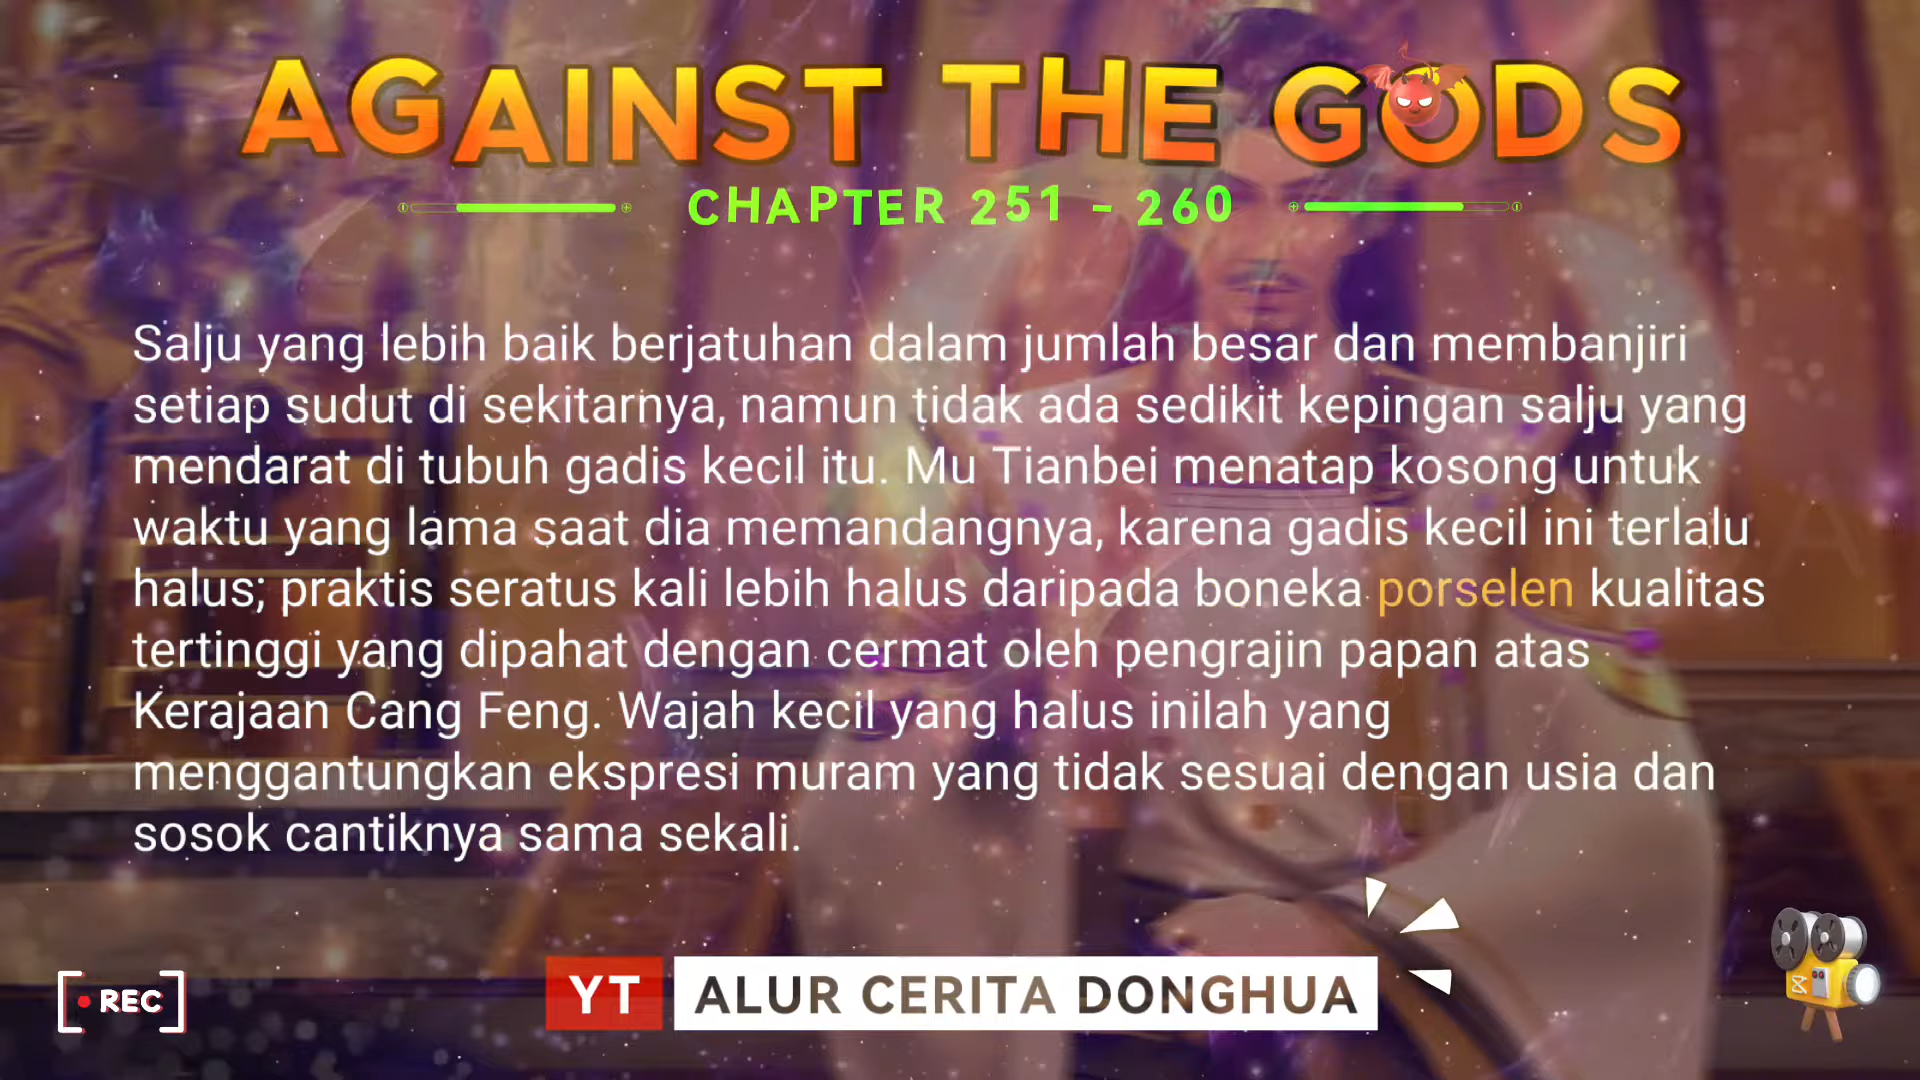 AGAINST THE GODS
CHAPTER 251 - 260
Salju yang lebih baik berjatuhan dalam jumlah besar dan membanjiri
setiap sudut di sekitarnya, namun tidak ada sedikit kepingan salju yang
mendarat di tubuh gadis kecil itu. Mu Tianbei menatap kosong untuk
waktu yang lama saat dia memandangnya, karena gadis kecil ini terlalu
halus; praktis seratus kali lebih halus daripada boneka porselen kualitas
tertinggi yang dipahat dengan cermat oleh pengrajin papan atas
Kerajaan Cang Feng. Wajah kecil yang halus inilah yang
menggantungkan ekspresi muram yang tidak sesuai dengan usia dan
sosok cantiknya sama sekali.
REC
YT ALUR CERITA DONGHUA